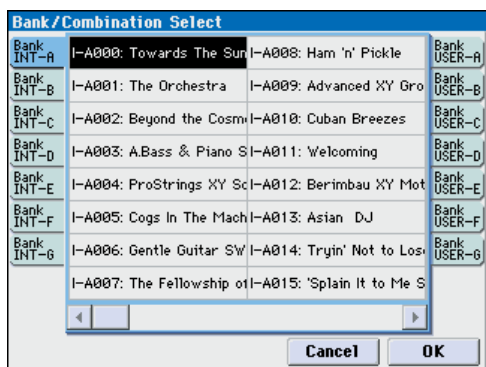 Bank/Combination Select
Bank INT-A
Bank INT-B
Bank INT-C
Bank INT-D
Bank INT-E
Bank INT-F
Bank INT-G
I-A000: Towards The Sun
I-A001: The Orchestra
I-A002: Beyond the Cosm
I-A003: A.Bass & Piano S
I-A004: ProStrings XY Sc
I-A005: Cogs In The Mach
I-A006: Gentle Guitar SW
I-A007: The Fellowship of
I-A008: Ham 'n' Pickle
I-A009: Advanced XY Gro
I-A010: Cuban Breezes
I-A011: Welcoming
I-A012: Berimbau XY Mot
I-A013: Asian DJ
I-A014: Tryin' Not to Los
I-A015: 'Splain It to Me S
Bank USER-A
Bank USER-B
Bank USER-C
Bank USER-D
Bank USER-E
Bank USER-F
Bank USER-G
Cancel
OK